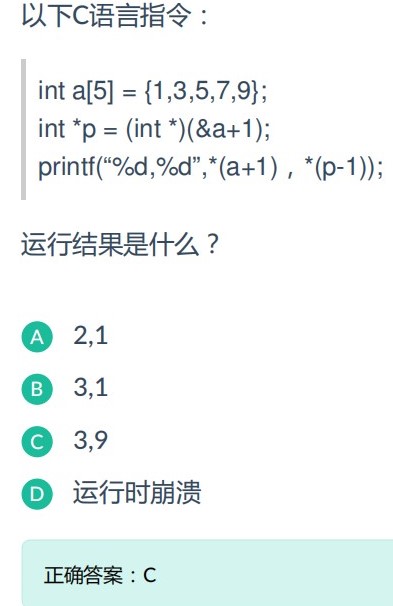 以下C语言指令：
int a[5] = {1,3,5,7,9};
int *p = (int *)(&a+1);
printf(“%d,%d”,*(a+1)，*(p-1));
运行结果是什么？
A 2,1
B 3,1
C 3,9
D 运行时崩溃
正确答案：C